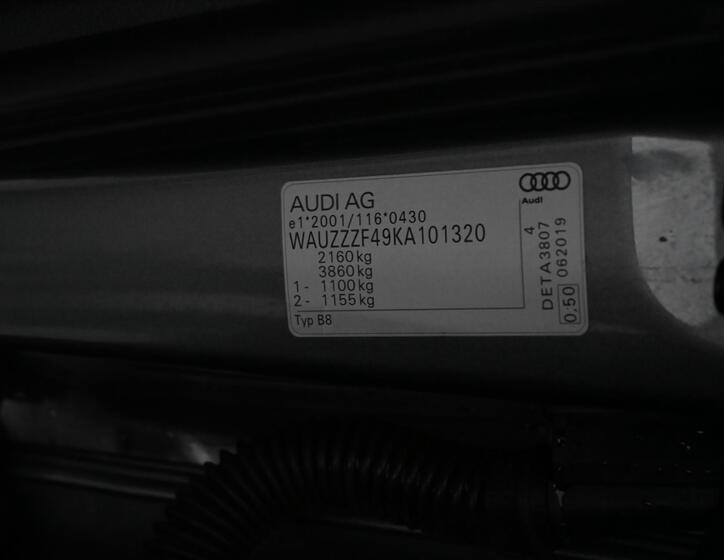 AUDI AG
e1*2001/116*0430
WAUZZZF49KA101320
2160kg
3860kg
1- 1100kg
2- 1155kg
Typ B8
Audi
4
DETA3807
0.50 062019